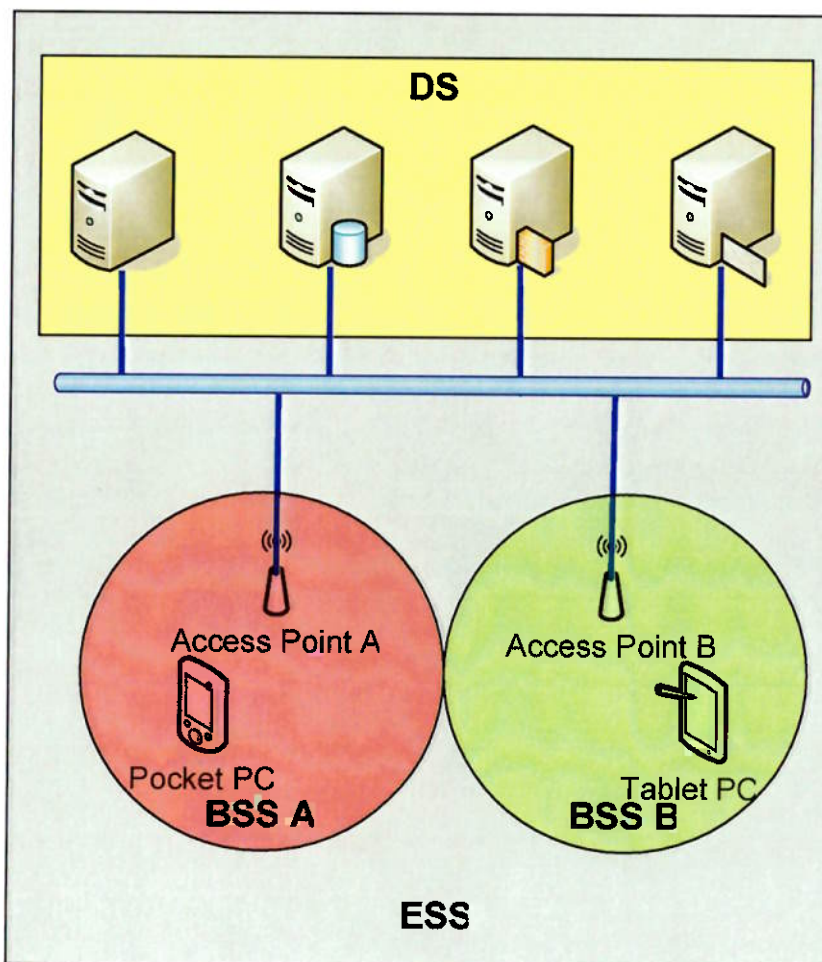 DS
Access Point A
Access Point B
Pocket PC
Tablet PC
BSS A
BSS B
ESS